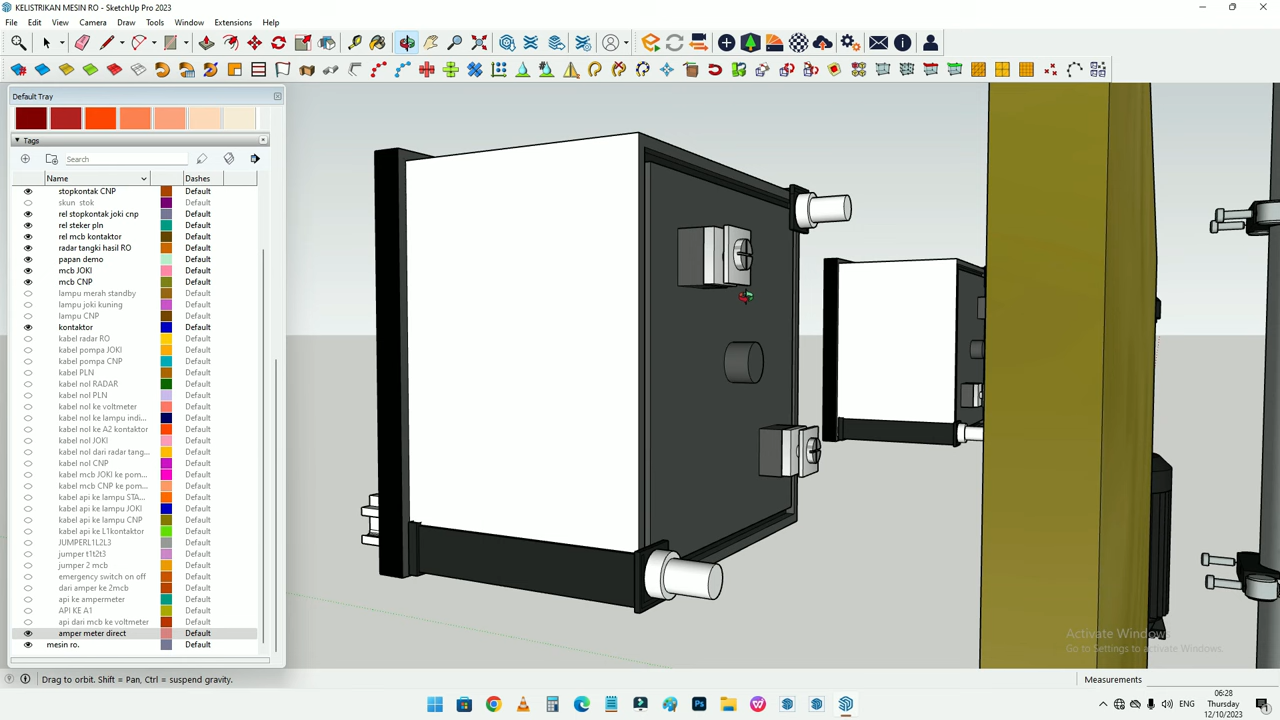 KELISTRIKAN MESIN RO - SketchUp Pro 2023
File Edit View Camera Draw Tools Window Extensions Help
Default Tray
Tags
Search
Name Dashes
stopkontak CNP Default
skun stok Default
rel stopkontak joki cnp Default
rel steker pln Default
rel mcb kontaktor Default
radar tangki hasil RO Default
papan demo Default
mcb JOKI Default
mcb CNP Default
lampu merah standby Default
lampu joki kuning Default
lampu CNP Default
kontaktor Default
kabel radar RO Default
kabel pompa JOKI Default
kabel pompa CNP Default
kabel PLN Default
kabel nol RADAR Default
kabel nol PLN Default
kabel nol ke voltmeter Default
kabel nol ke lampu indi... Default
kabel nol ke A2 kontaktor Default
kabel nol JOKI Default
kabel nol dari radar tang... Default
kabel nol CNP Default
kabel mcb JOKI ke pom... Default
kabel mcb CNP ke pom... Default
kabel api ke lampu STA... Default
kabel api ke lampu JOKI Default
kabel api ke lampu CNP Default
kabel api ke L1kontaktor Default
JUMPERL1L2L3 Default
jumper t1t2t3 Default
jumper 2 mcb Default
emergency switch on off Default
dari amper ke 2mcb Default
api ke ampermeter Default
API KE A1 Default
api dari mcb ke voltmeter Default
amper meter direct Default
mesin ro. Default
Activate Windows
Go to Settings to activate Windows.
Drag to orbit. Shift = Pan, Ctrl = suspend gravity.
Measurements
ENG
06:28
Thursday
12/10/2023